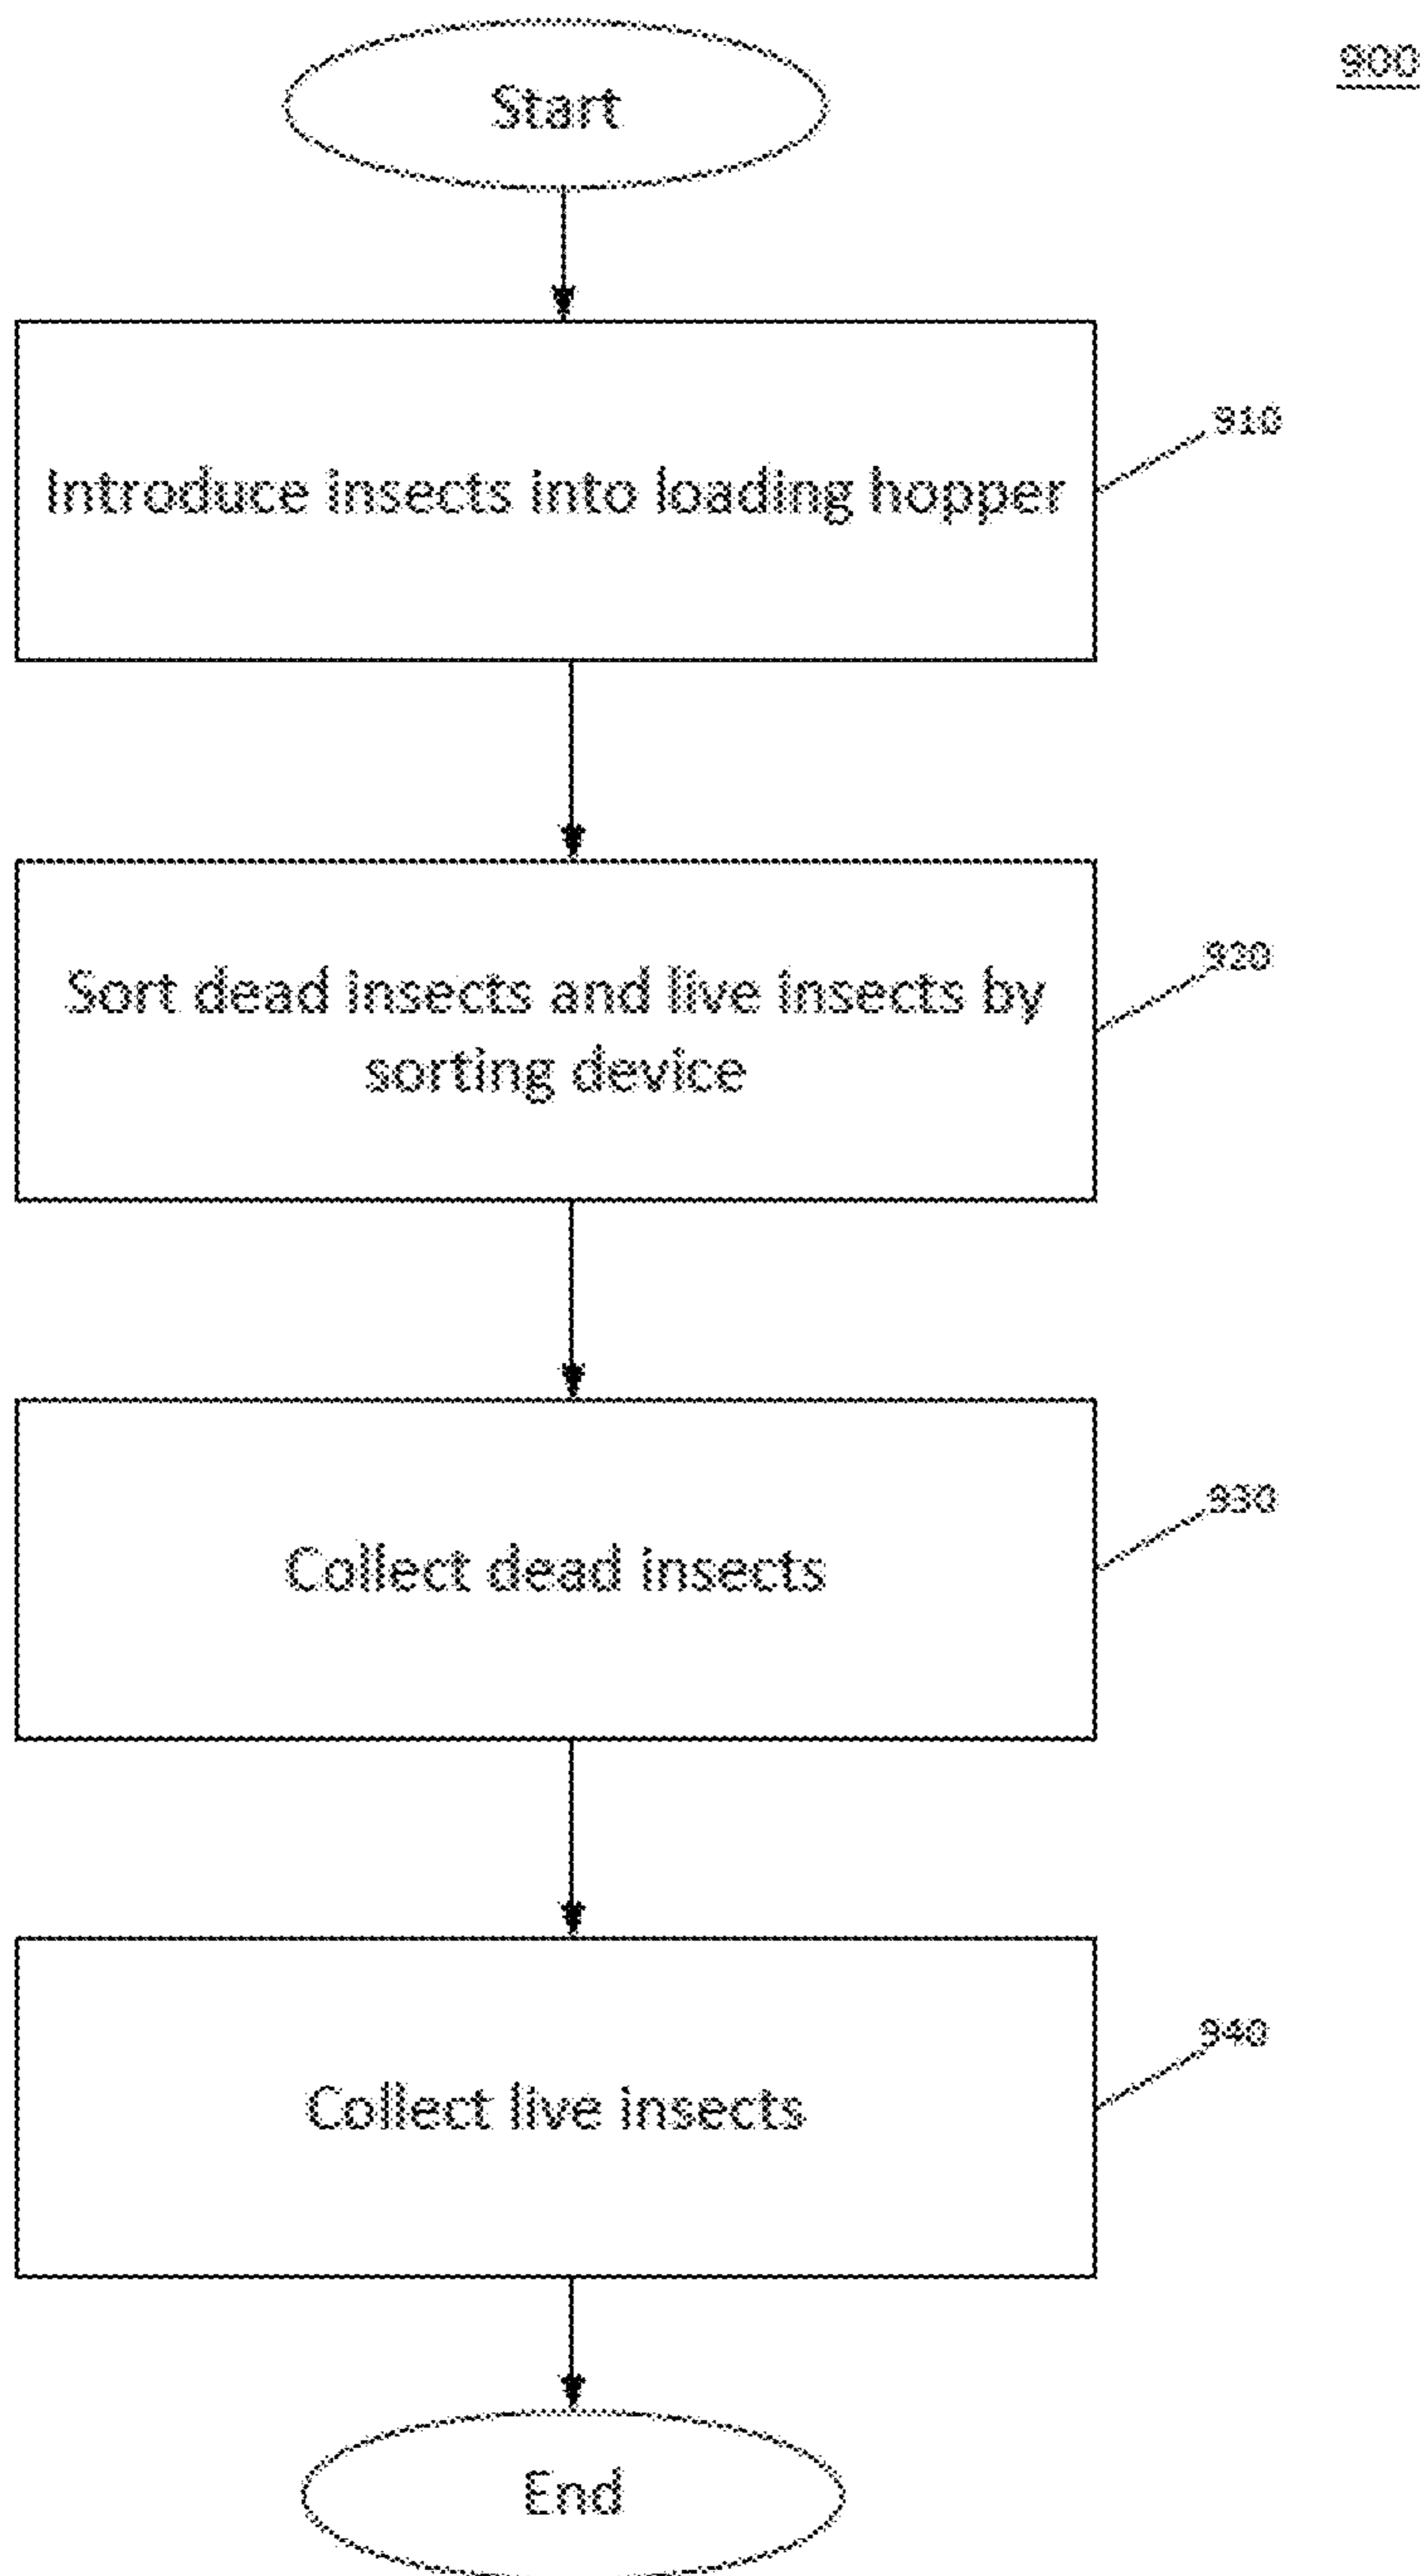 900
Start
Introduce insects into loading hopper
910
Sort dead insects and live insects by
sorting device
920
Collect dead insects
930
Collect live insects
940
End